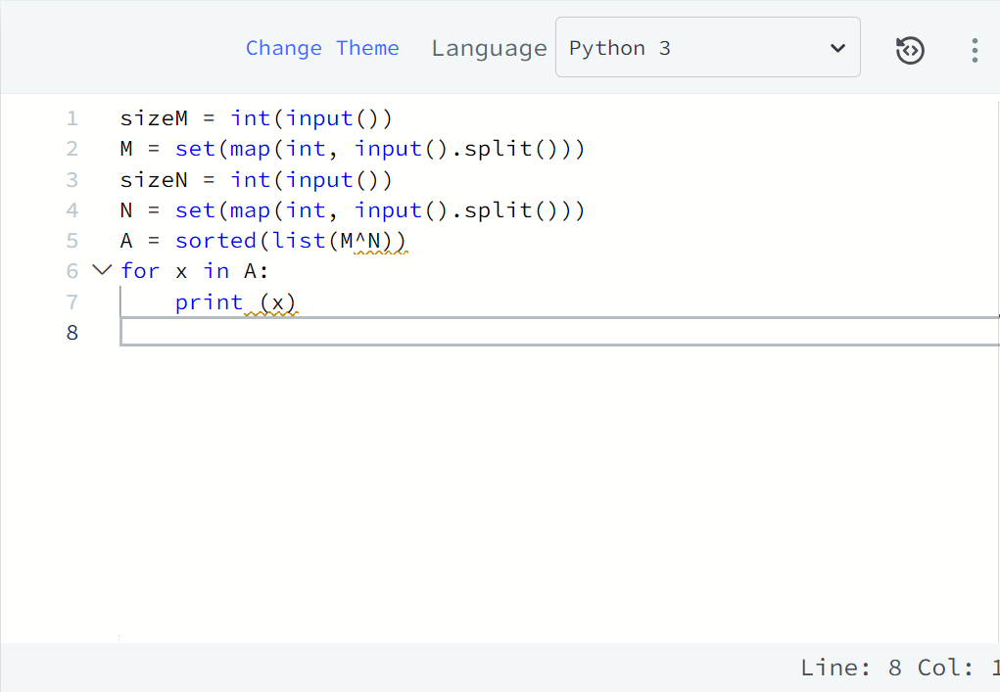 Change Theme Language Python 3
1 sizeM = int(input())
2 M = set(map(int, input().split()))
3 sizeN = int(input())
4 N = set(map(int, input().split()))
5 A = sorted(list(M^N))
6 for x in A:
7     print (x)
8
Line: 8 Col: 1